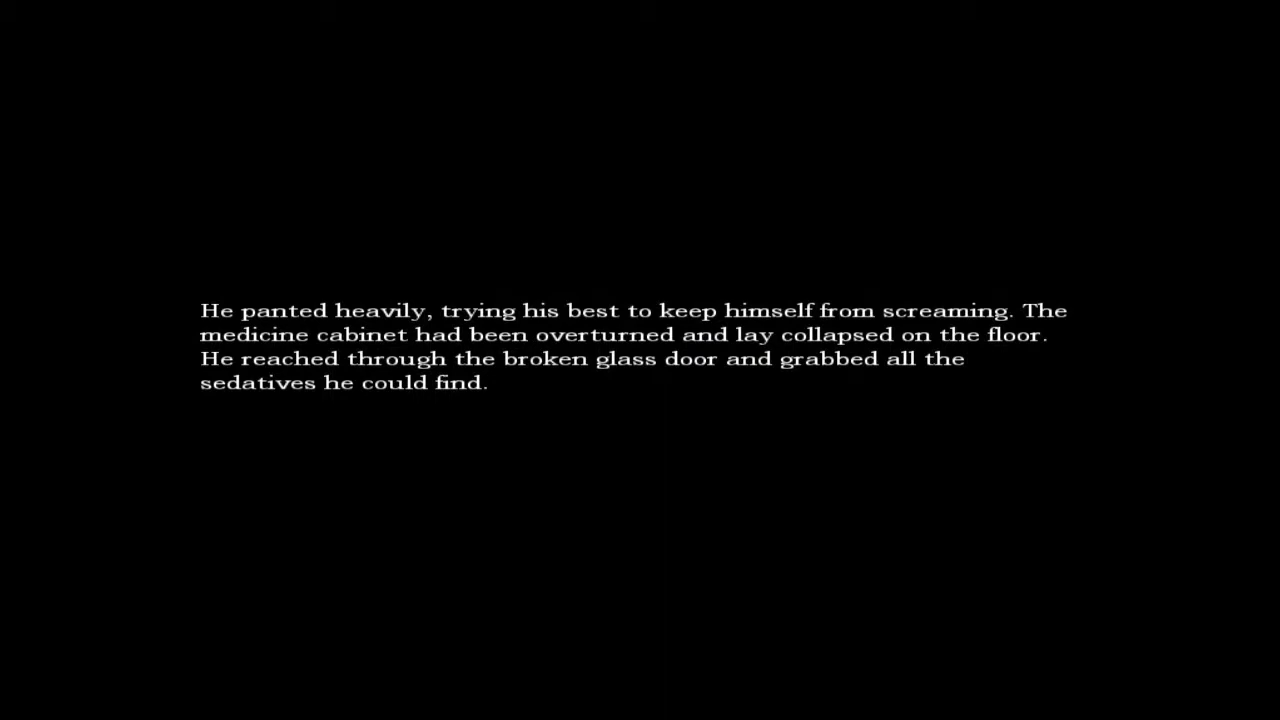 He panted heavily, trying his best to keep himself from screaming. The
medicine cabinet had been overturned and lay collapsed on the floor.
He reached through the broken glass door and grabbed all the
sedatives he could find.